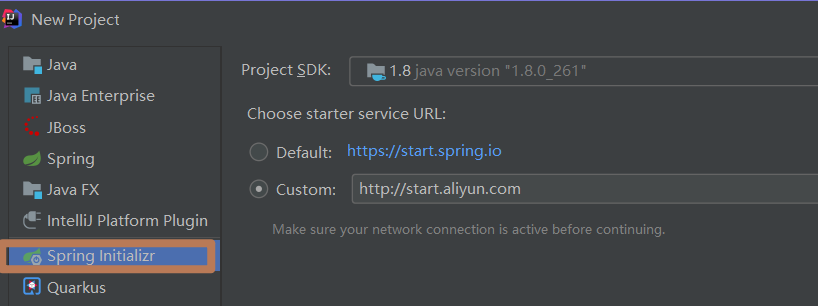 New Project
Java
Java Enterprise
JBoss
Spring
Java FX
IntelliJ Platform Plugin
Spring Initializr
Quarkus
Project SDK: 1.8 java version "1.8.0_261"
Choose starter service URL:
Default: https://start.spring.io
Custom: http://start.aliyun.com
Make sure your network connection is active before continuing.